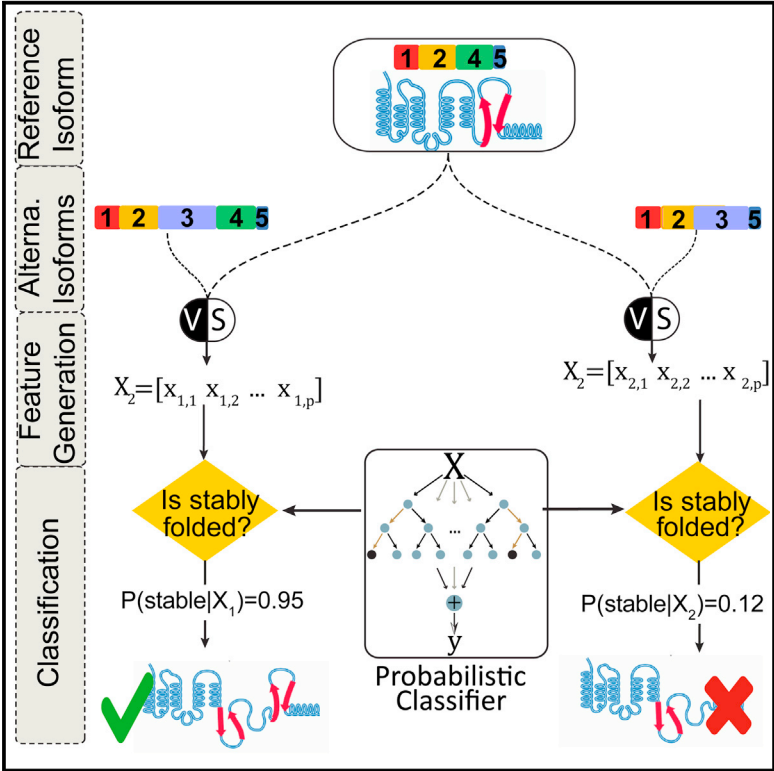 Reference
Isoform
1 2 4 5
Alterna.
Isoforms
1 2 3 4 5
1 2 3 5
V S
V S
Feature
Generation
X₂=[x₁,₁ x₁,₂ ... x₁,ₚ]
X₂=[x₂,₁ x₂,₂ ... x₂,ₚ]
Classification
Is stably
folded?
X
...
+
y
Probabilistic
Classifier
Is stably
folded?
P(stable|X₁)=0.95
P(stable|X₂)=0.12